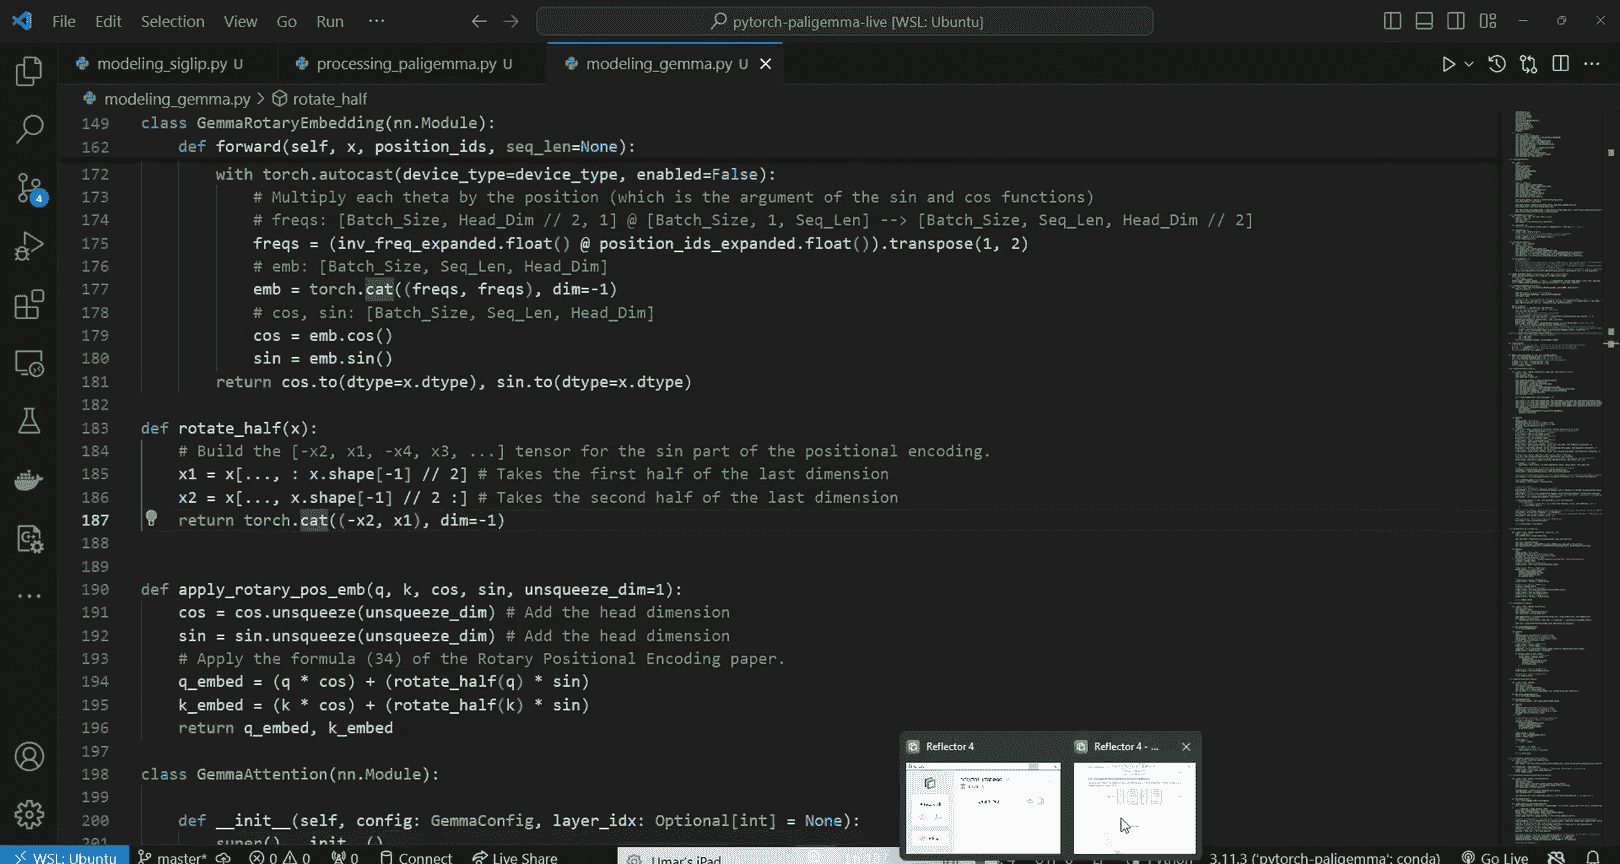 File Edit Selection View Go Run ···
pytorch-paligemma-live [WSL: Ubuntu]
modeling_siglip.py U
processing_paligemma.py U
modeling_gemma.py U
modeling_gemma.py > rotate_half
149 class GemmaRotaryEmbedding(nn.Module):
162 def forward(self, x, position_ids, seq_len=None):
172 with torch.autocast(device_type=device_type, enabled=False):
173 # Multiply each theta by the position (which is the argument of the sin and cos functions)
174 # freqs: [Batch_Size, Head_Dim // 2, 1] @ [Batch_Size, 1, Seq_Len] --> [Batch_Size, Seq_Len, Head_Dim // 2]
175 freqs = (inv_freq_expanded.float() @ position_ids_expanded.float()).transpose(1, 2)
176 # emb: [Batch_Size, Seq_Len, Head_Dim]
177 emb = torch.cat((freqs, freqs), dim=-1)
178 # cos, sin: [Batch_Size, Seq_Len, Head_Dim]
179 cos = emb.cos()
180 sin = emb.sin()
181 return cos.to(dtype=x.dtype), sin.to(dtype=x.dtype)
182
183 def rotate_half(x):
184 # Build the [-x2, x1, -x4, x3, ...] tensor for the sin part of the positional encoding.
185 x1 = x[..., : x.shape[-1] // 2] # Takes the first half of the last dimension
186 x2 = x[..., x.shape[-1] // 2 :] # Takes the second half of the last dimension
187 return torch.cat((-x2, x1), dim=-1)
188
189
190 def apply_rotary_pos_emb(q, k, cos, sin, unsqueeze_dim=1):
191 cos = cos.unsqueeze(unsqueeze_dim) # Add the head dimension
192 sin = sin.unsqueeze(unsqueeze_dim) # Add the head dimension
193 # Apply the formula (34) of the Rotary Positional Encoding paper.
194 q_embed = (q * cos) + (rotate_half(q) * sin)
195 k_embed = (k * cos) + (rotate_half(k) * sin)
196 return q_embed, k_embed
197
198 class GemmaAttention(nn.Module):
199
200 def __init__(self, config: GemmaConfig, layer_idx: Optional[int] = None):
201 super().__init__()
4
Reflector 4
Reflector 4 - ...
WSL: Ubuntu master* 0 0 0 Connect Live Share
Umar's iPad
3.11.3 ('pytorch-paligemma': conda) Go Live